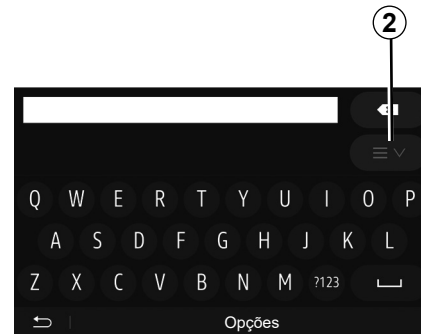 2
Q W E R T Y U I O P
A S D F G H J K L
Z X C V B N M ?123
Opções